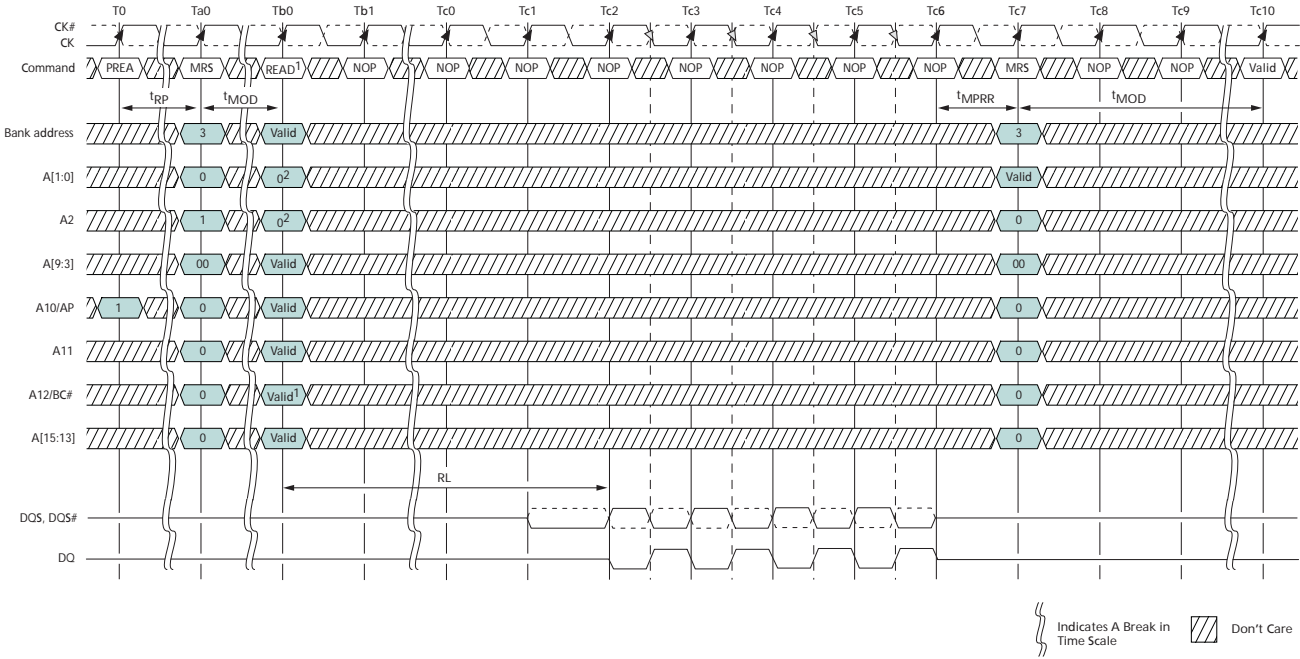 T0 Ta0 Tb0 Tb1 Tc0 Tc1 Tc2 Tc3 Tc4 Tc5 Tc6 Tc7 Tc8 Tc9 Tc10
CK#
CK
Command PREA MRS READ1 NOP NOP NOP NOP NOP NOP NOP NOP MRS NOP NOP Valid
tRP tMOD tMPRR tMOD
Bank address 3 Valid 3
A[1:0] 0 02 Valid
A2 1 02 0
A[9:3] 00 Valid 00
A10/AP 1 0 Valid 0
A11 0 Valid 0
A12/BC# 0 Valid1 0
A[15:13] 0 Valid 0
RL
DQS, DQS#
DQ
Indicates A Break in
Time Scale
Don't Care